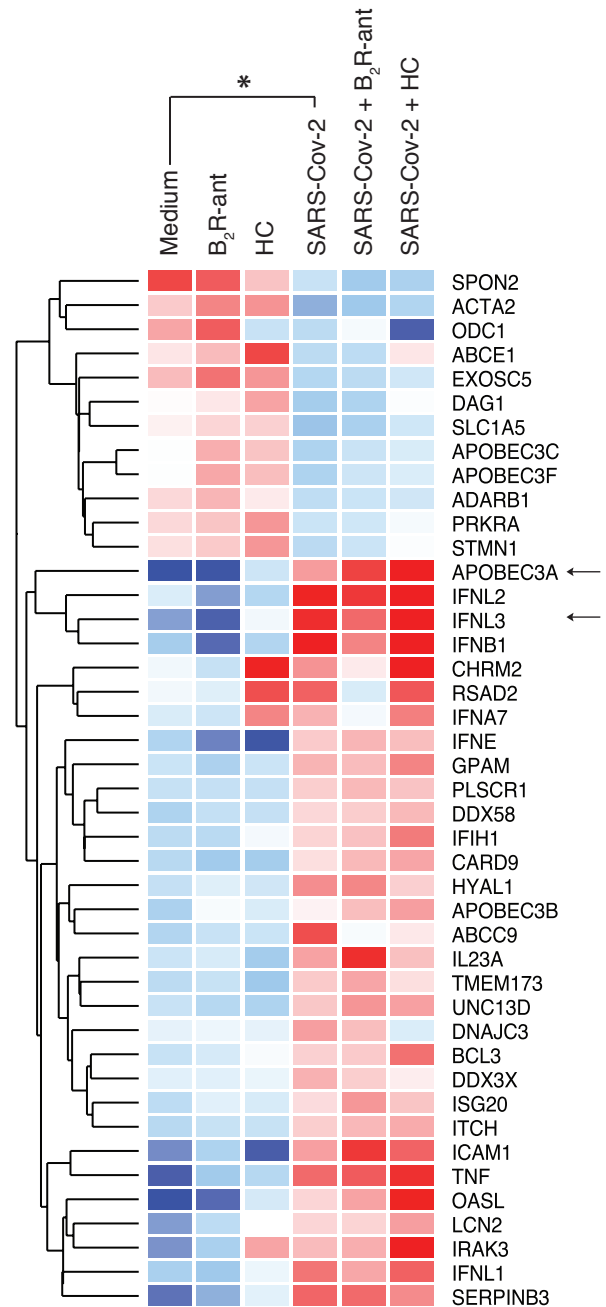 *
Medium
B2R-ant
HC
SARS-Cov-2
SARS-Cov-2 + B2R-ant
SARS-Cov-2 + HC
SPON2
ACTA2
ODC1
ABCE1
EXOSC5
DAG1
SLC1A5
APOBEC3C
APOBEC3F
ADARB1
PRKRA
STMN1
APOBEC3A
IFNL2
IFNL3
IFNB1
CHRM2
RSAD2
IFNA7
IFNE
GPAM
PLSCR1
DDX58
IFIH1
CARD9
HYAL1
APOBEC3B
ABCC9
IL23A
TMEM173
UNC13D
DNAJC3
BCL3
DDX3X
ISG20
ITCH
ICAM1
TNF
OASL
LCN2
IRAK3
IFNL1
SERPINB3